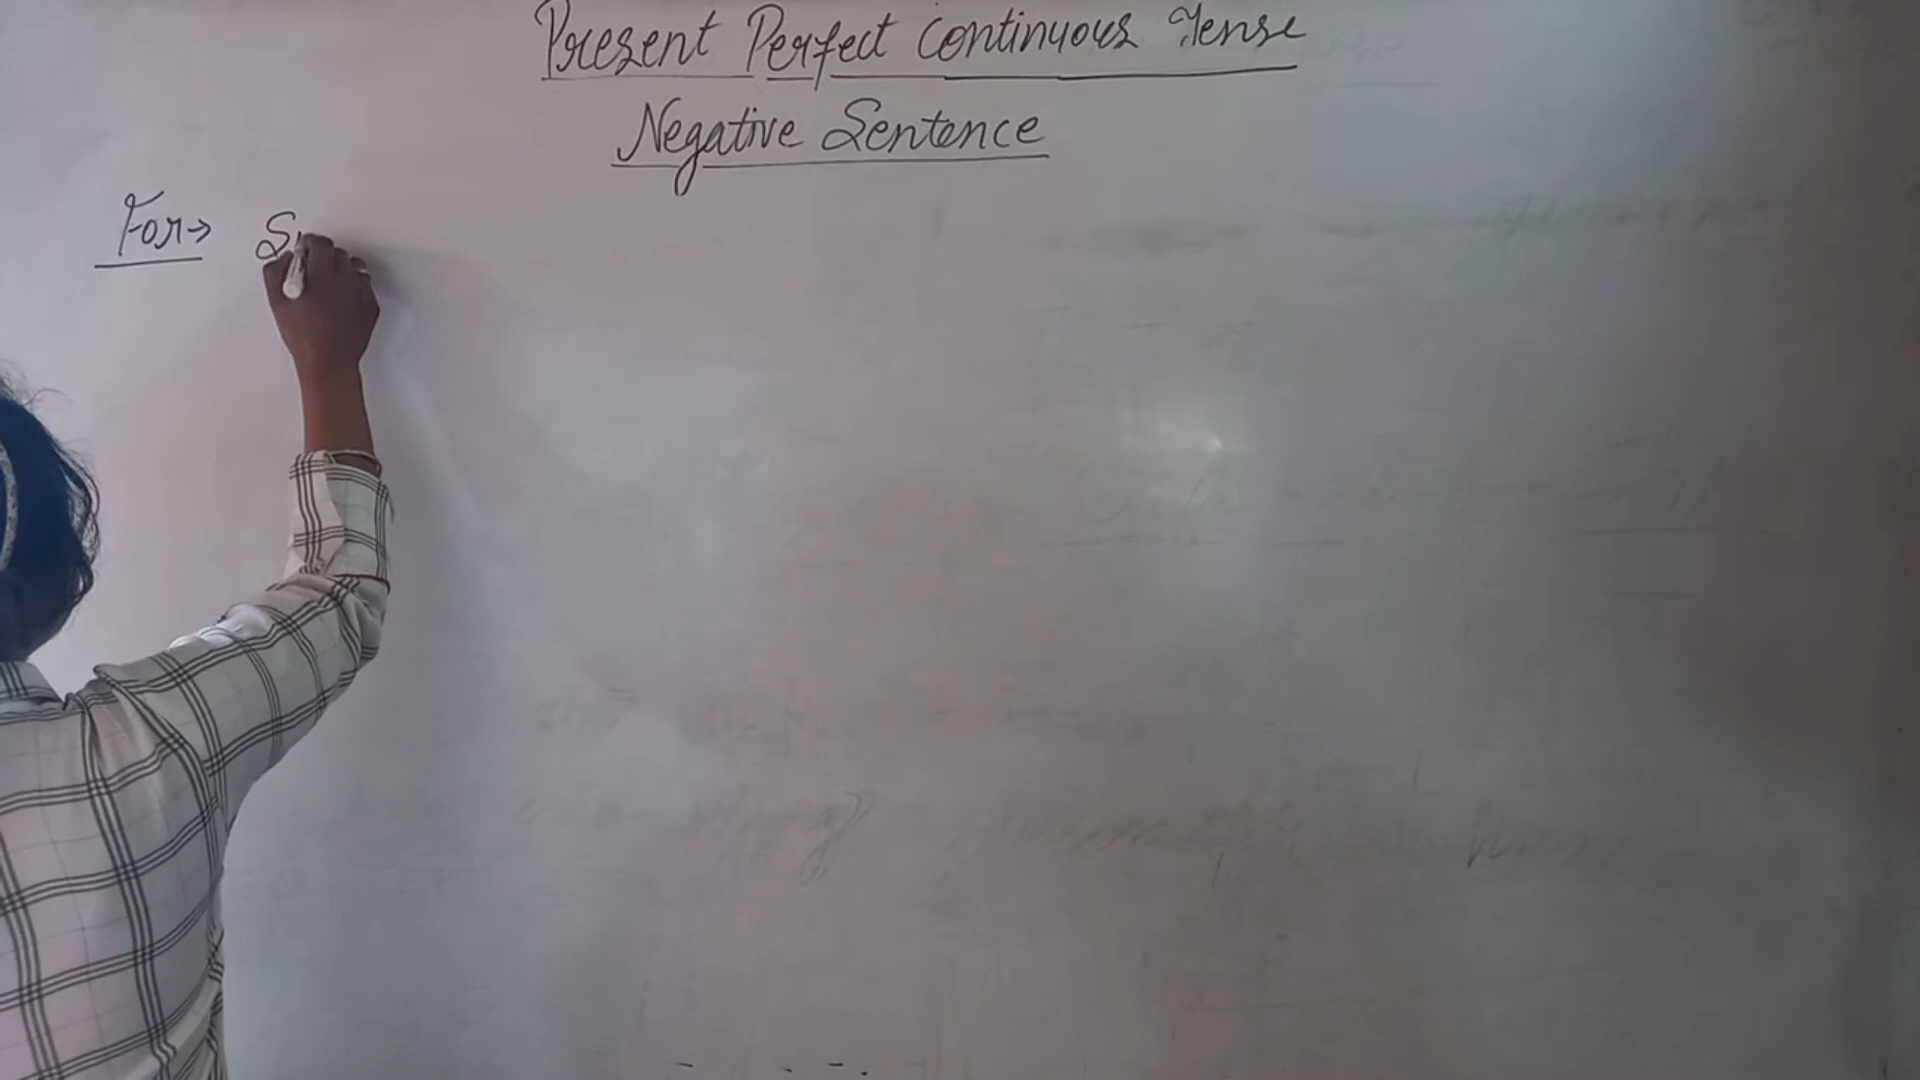 Present Perfect Continuous Tense
Negative Sentence
For→ S